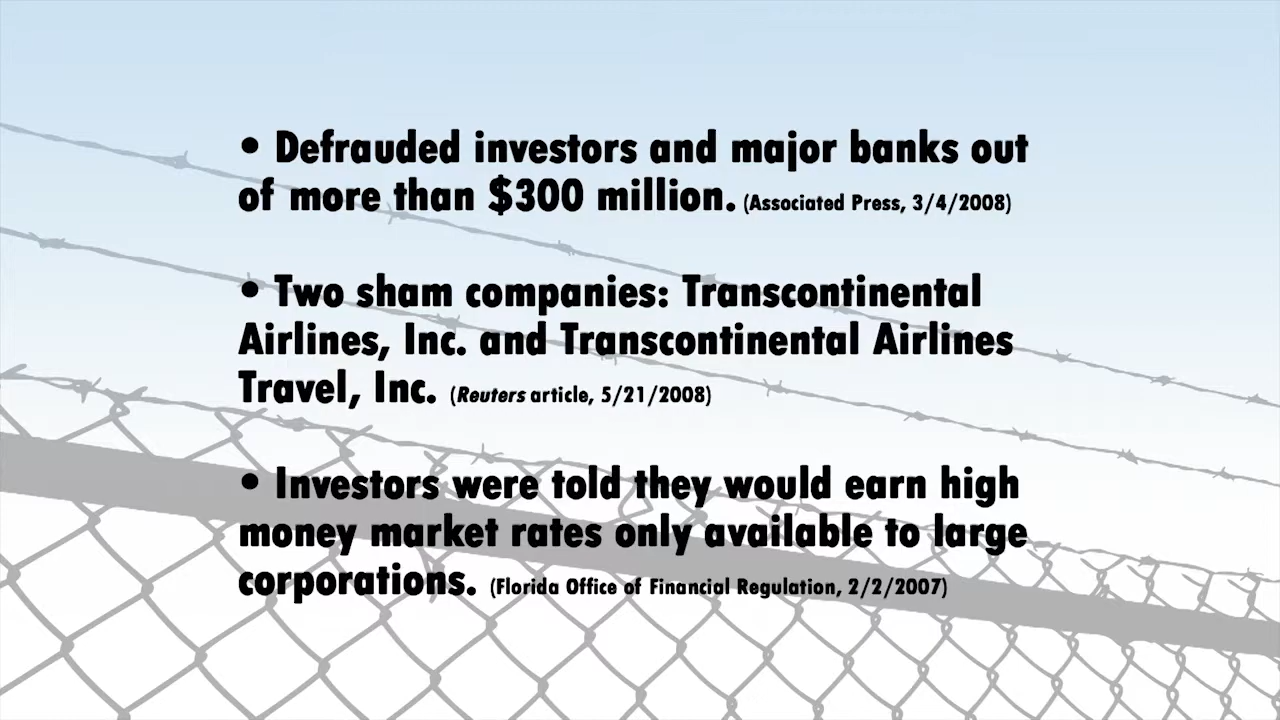 • Defrauded investors and major banks out
of more than $300 million. (Associated Press, 3/4/2008)
• Two sham companies: Transcontinental
Airlines, Inc. and Transcontinental Airlines
Travel, Inc. (Reuters article, 5/21/2008)
• Investors were told they would earn high
money market rates only available to large
corporations. (Florida Office of Financial Regulation, 2/2/2007)